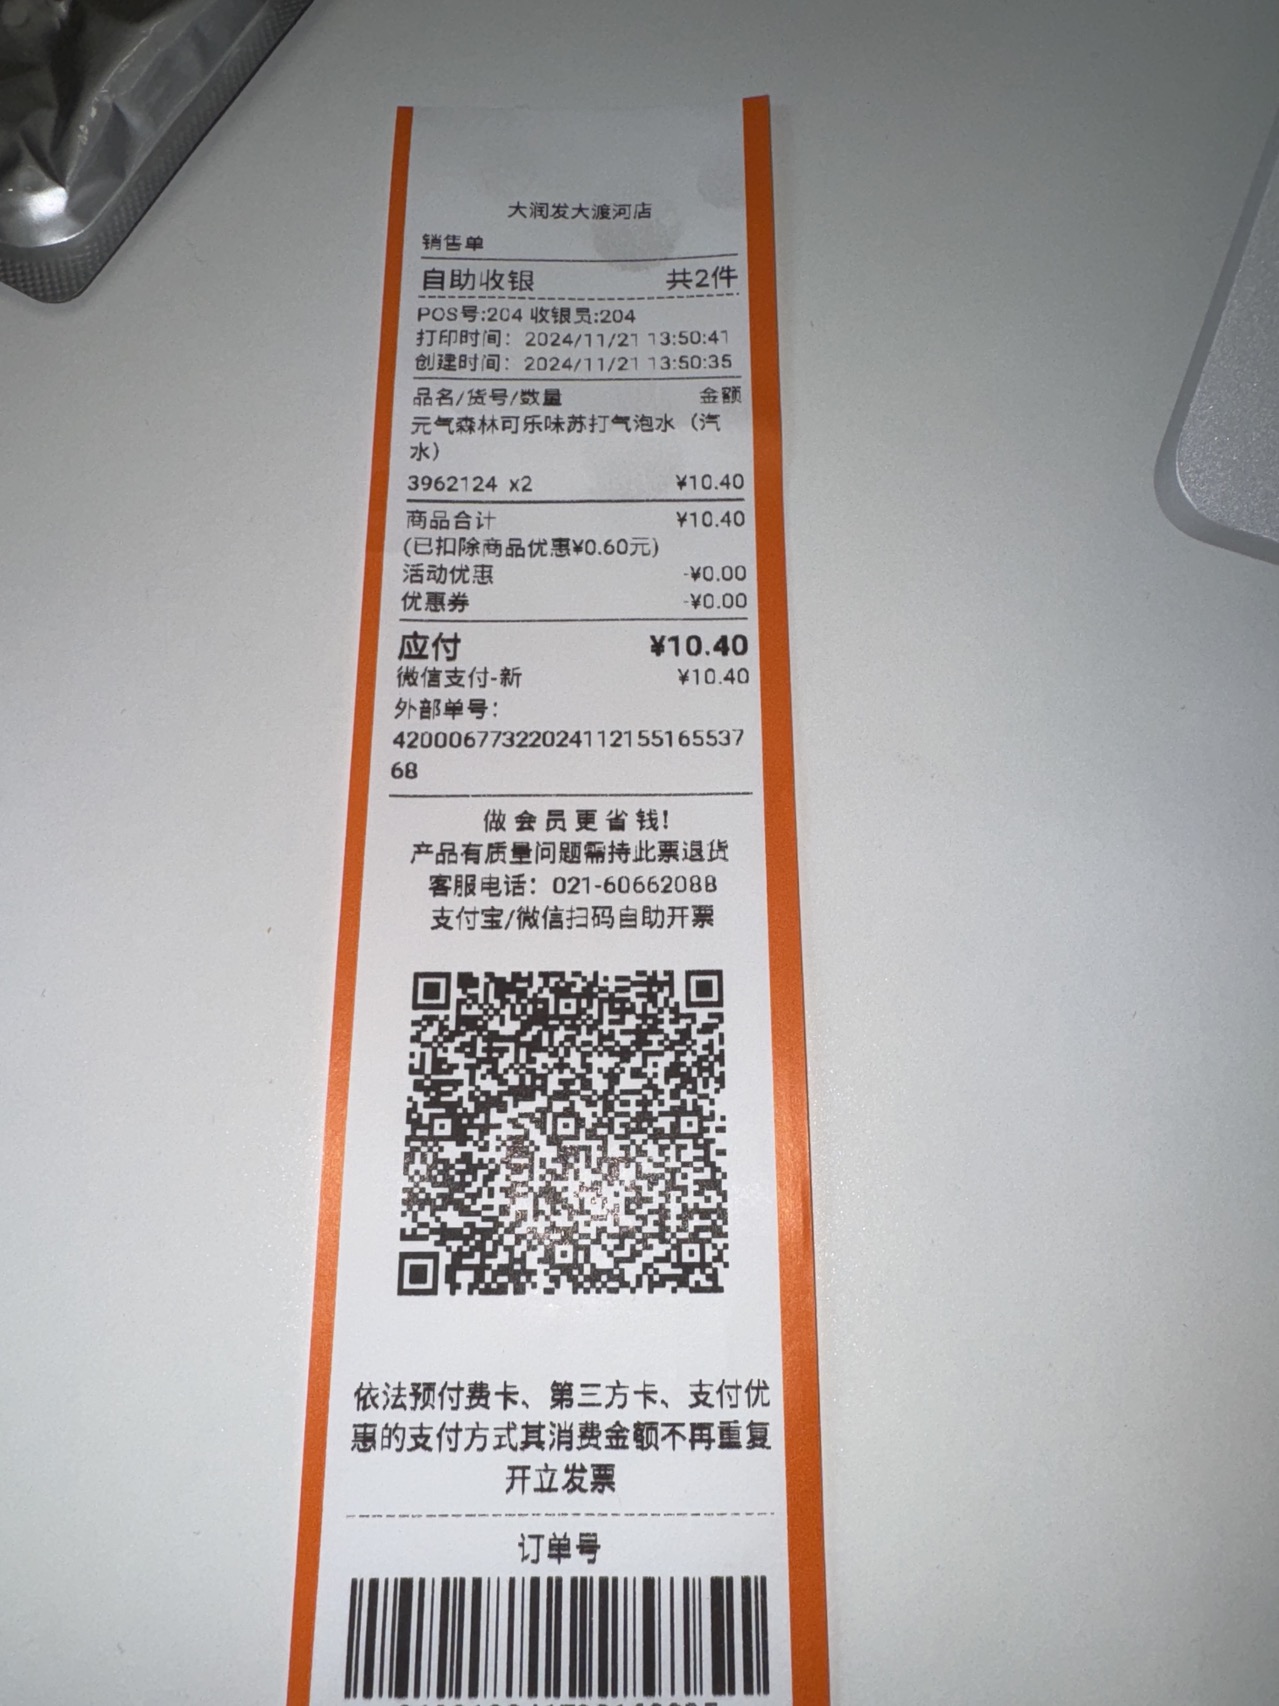 大润发大渡河店
销售单
自助收银 共2件
POS号:204 收银员:204
打印时间： 2024/11/21 13:50:41
创建时间： 2024/11/21 13:50:35
品名/货号/数量 金额
元气森林可乐味苏打气泡水（汽
水）
3962124 x2 ¥10.40
商品合计 ¥10.40
(已扣除商品优惠¥0.60元)
活动优惠 -¥0.00
优惠券 -¥0.00
应付 ¥10.40
微信支付-新 ¥10.40
外部单号：
42000677322024112155165537
68
做会员更省钱!
产品有质量问题需持此票退货
客服电话：021-60662088
支付宝/微信扫码自助开票
依法预付费卡、第三方卡、支付优
惠的支付方式其消费金额不再重复
开立发票
订单号